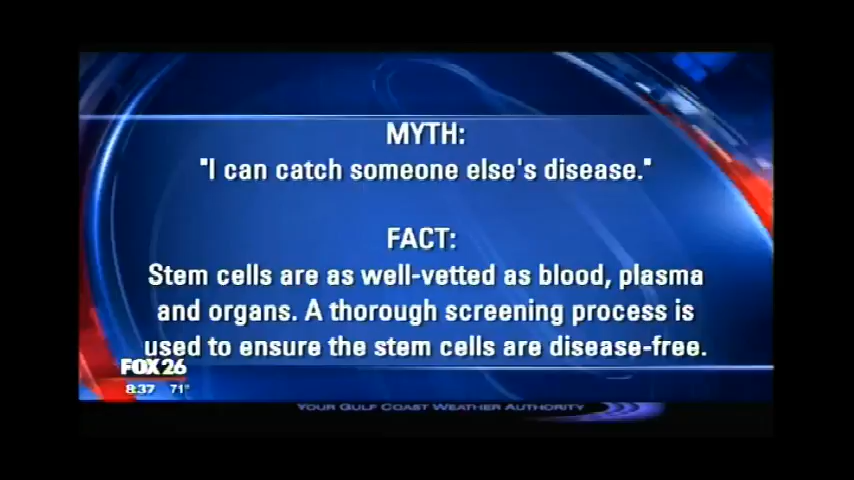 MYTH:
"I can catch someone else's disease."
FACT:
Stem cells are as well-vetted as blood, plasma
and organs. A thorough screening process is
used to ensure the stem cells are disease-free.
FOX 26
8:37 71°
YOUR GULF COAST WEATHER AUTHORITY